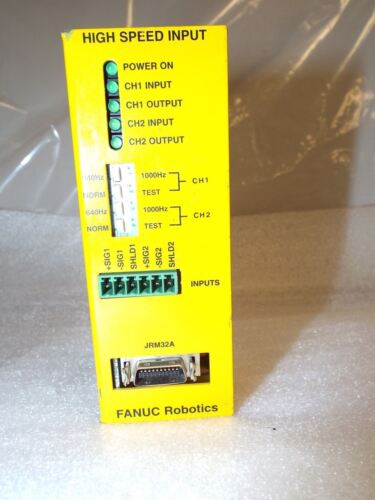 HIGH SPEED INPUT
POWER ON
CH1 INPUT
CH1 OUTPUT
CH2 INPUT
CH2 OUTPUT
640Hz 1000Hz
NORM TEST
CH1
640Hz 1000Hz
NORM TEST
CH2
+SIG1 -SIG1 SHLD1 +SIG2 -SIG2 SHLD2
INPUTS
JRM32A
FANUC Robotics